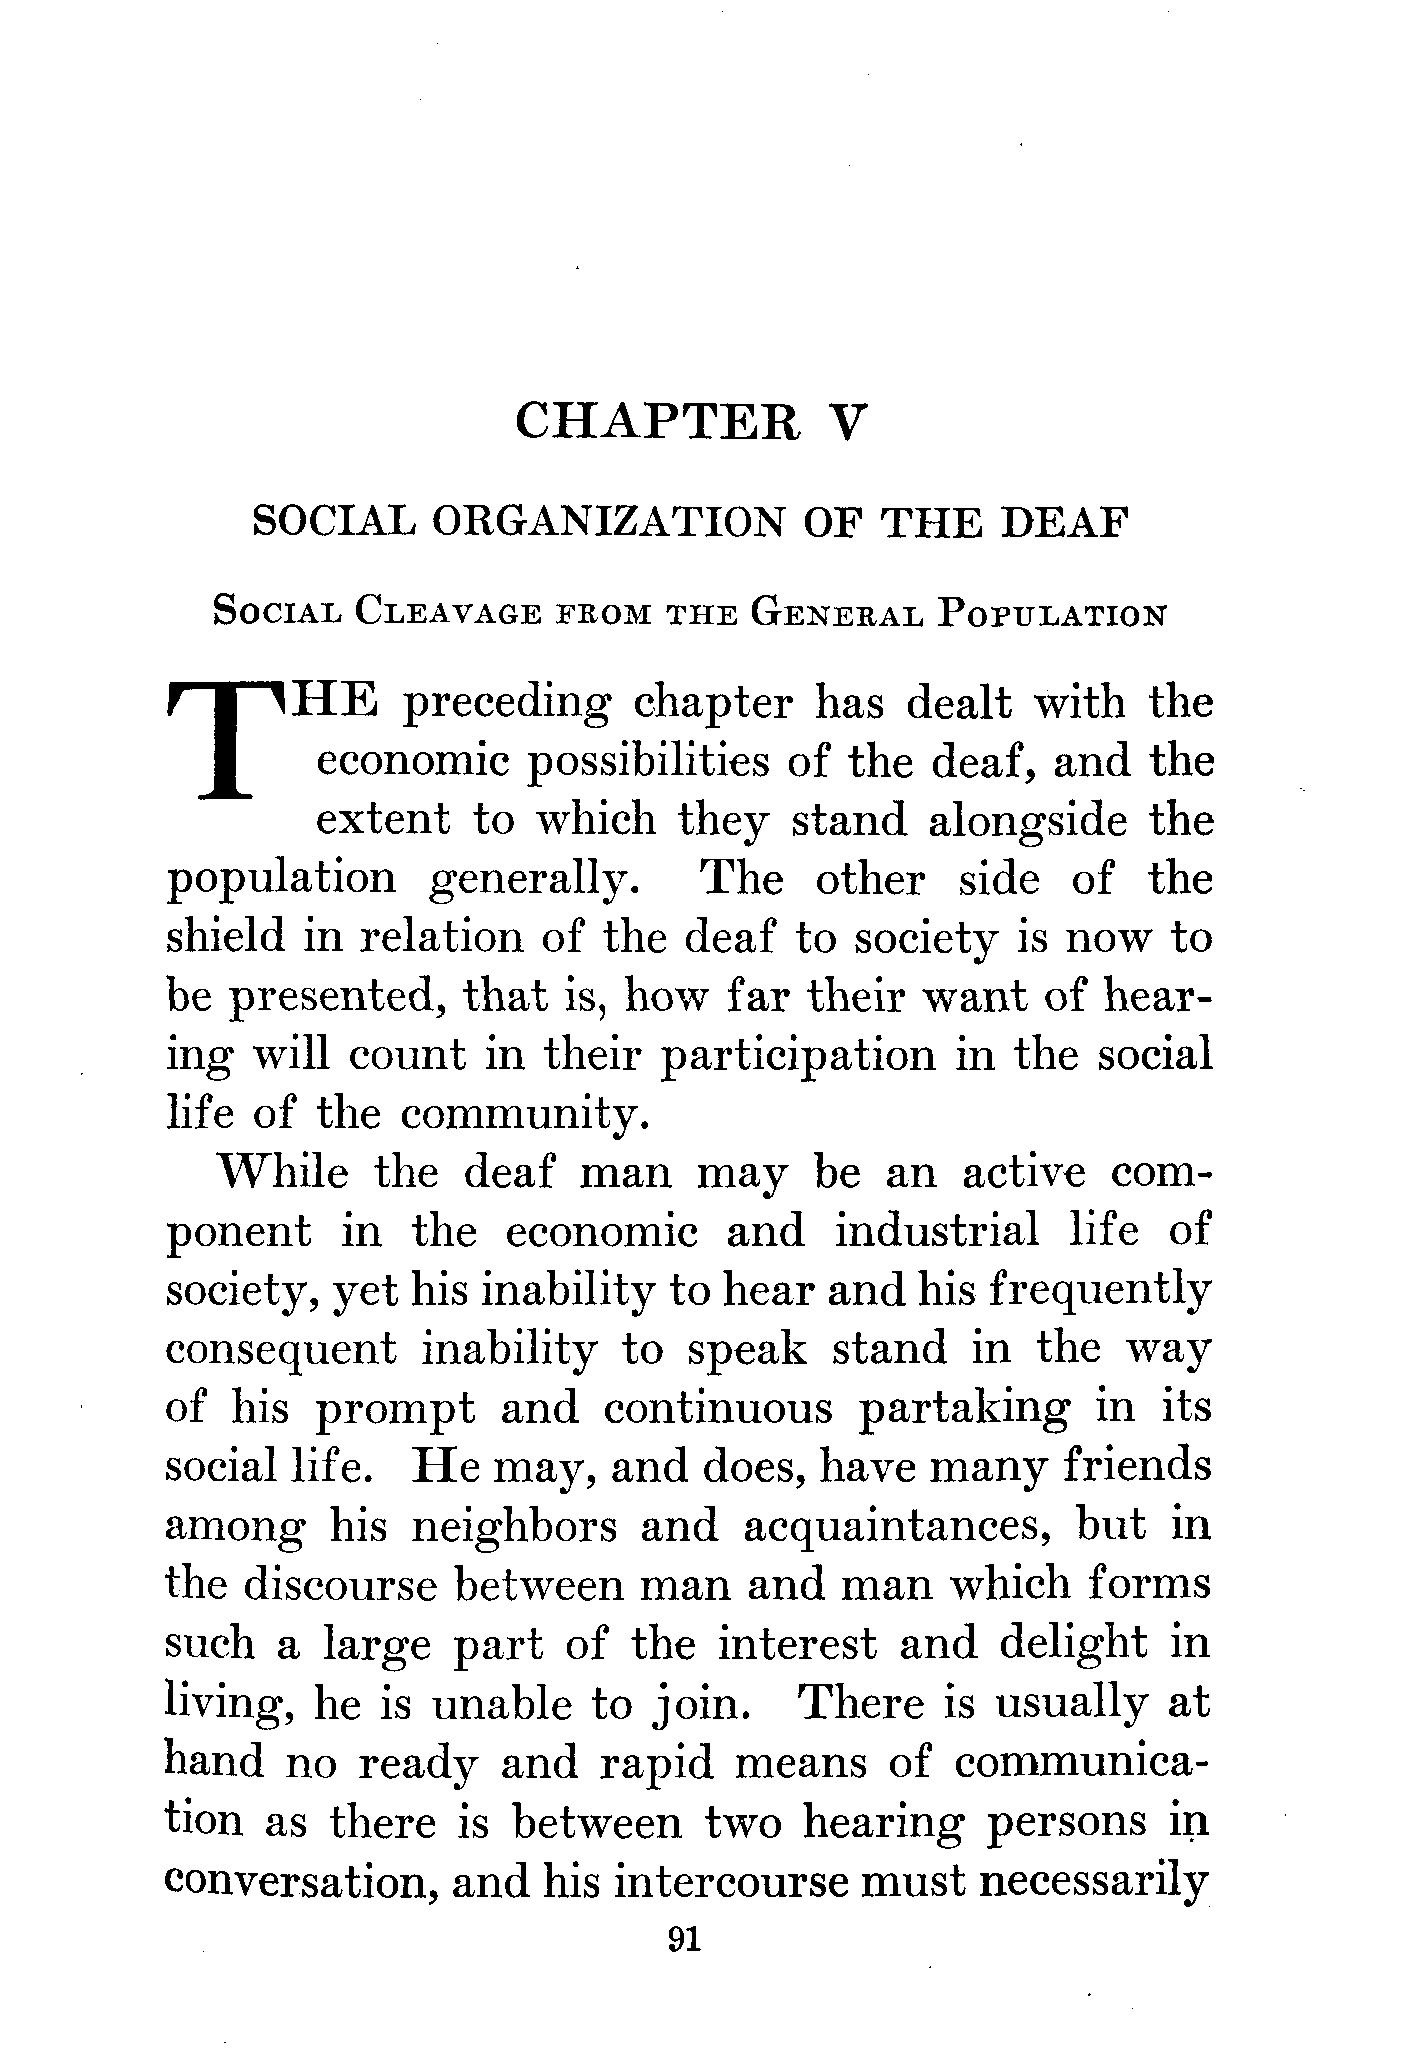 CHAPTER V
SOCIAL ORGANIZATION OF THE DEAF
SOCIAL CLEAVAGE FROM THE GENERAL POPULATION
THE preceding chapter has dealt with the
economic possibilities of the deaf, and the
extent to which they stand alongside the
population generally. The other side of the
shield in relation of the deaf to society is now to
be presented, that is, how far their want of hear-
ing will count in their participation in the social
life of the community.
While the deaf man may be an active com-
ponent in the economic and industrial life of
society, yet his inability to hear and his frequently
consequent inability to speak stand in the way
of his prompt and continuous partaking in its
social life. He may, and does, have many friends
among his neighbors and acquaintances, but in
the discourse between man and man which forms
such a large part of the interest and delight in
living, he is unable to join. There is usually at
hand no ready and rapid means of communica-
tion as there is between two hearing persons in
conversation, and his intercourse must necessarily
91